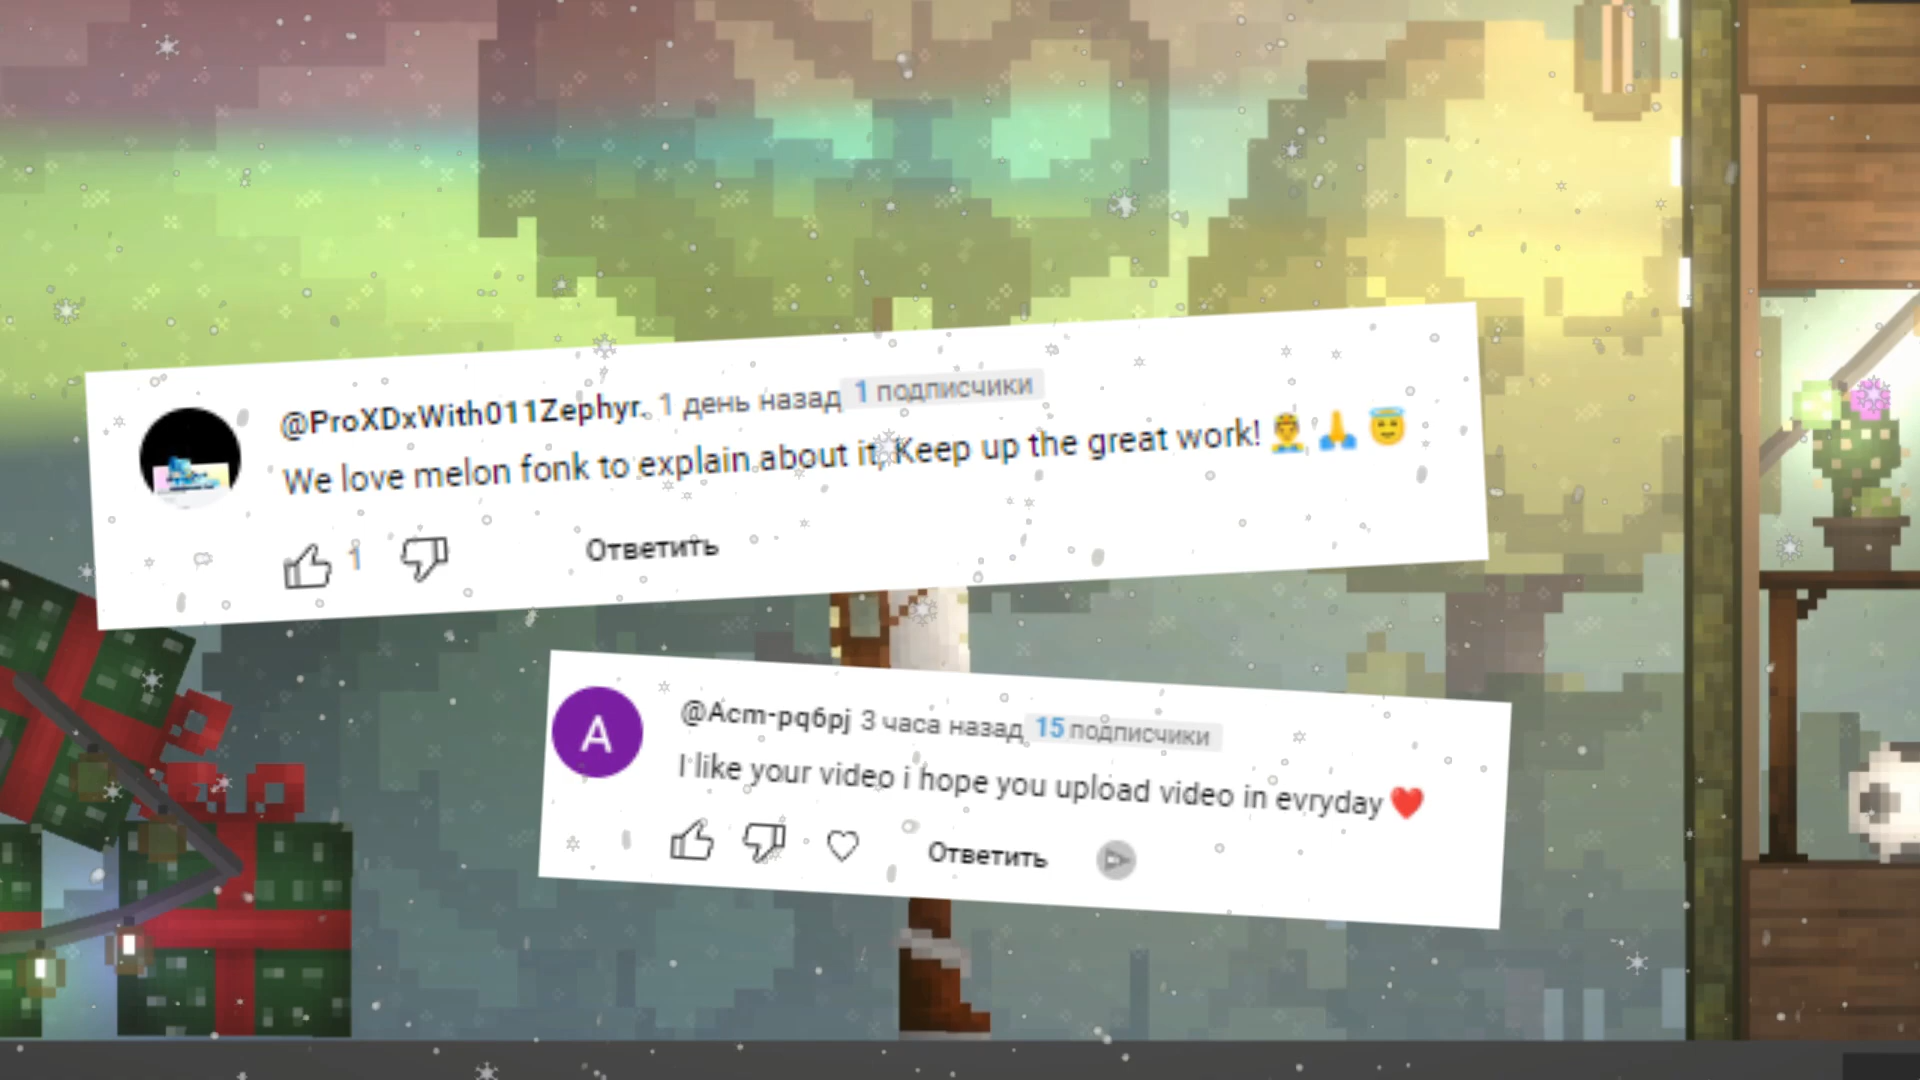 @ProXDxWith011Zephyr. 1 день назад 1 подписчики
We love melon fonk to explain about it, Keep up the great work! 🤴🙏😇
1 Ответить
A
@Acm-pq6pj 3 часа назад 15 подписчики
I like your video i hope you upload video in evryday ❤️
Ответить